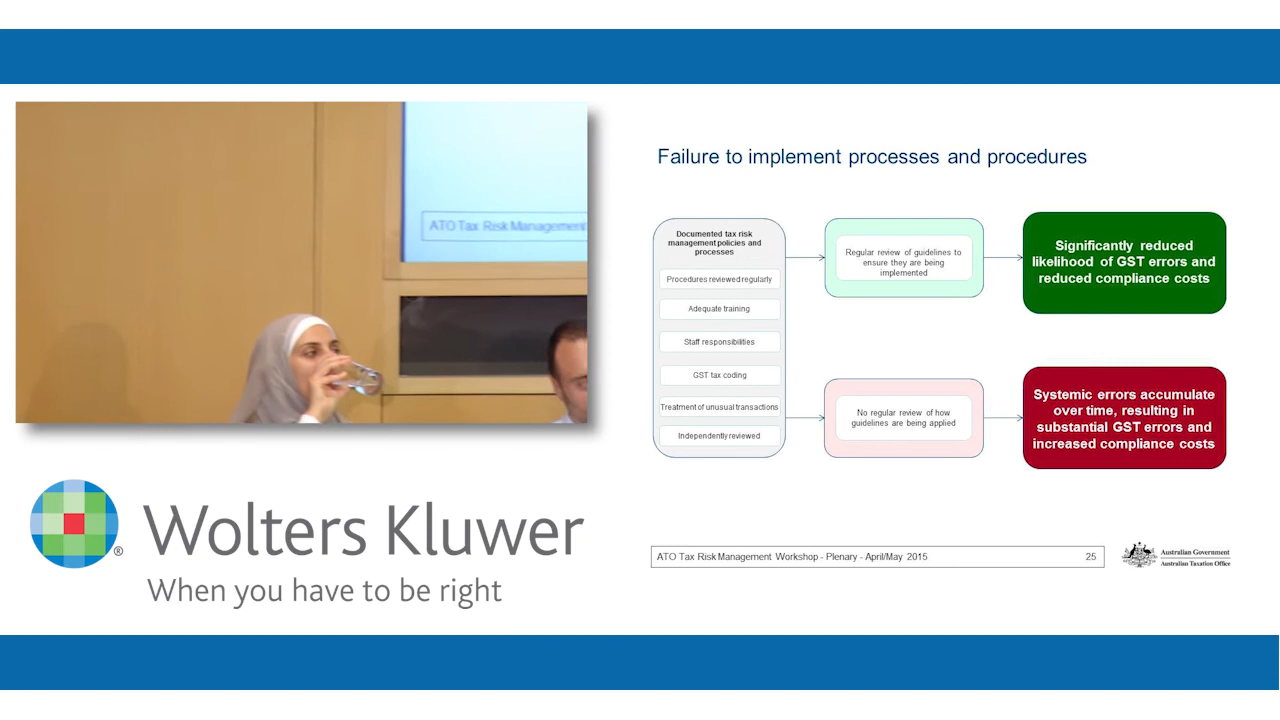 ATO Tax Risk Management
Wolters Kluwer
®
When you have to be right
Failure to implement processes and procedures
Documented tax risk
management policies and
processes
Procedures reviewed regularly
Adequate training
Staff responsibilities
GST tax coding
Treatment of unusual transactions
Independently reviewed
Regular review of guidelines to
ensure they are being
implemented
Significantly reduced
likelihood of GST errors and
reduced compliance costs
No regular review of how
guidelines are being applied
Systemic errors accumulate
over time, resulting in
substantial GST errors and
increased compliance costs
ATO Tax Risk Management Workshop - Plenary - April/May 2015 25
Australian Government
Australian Taxation Office